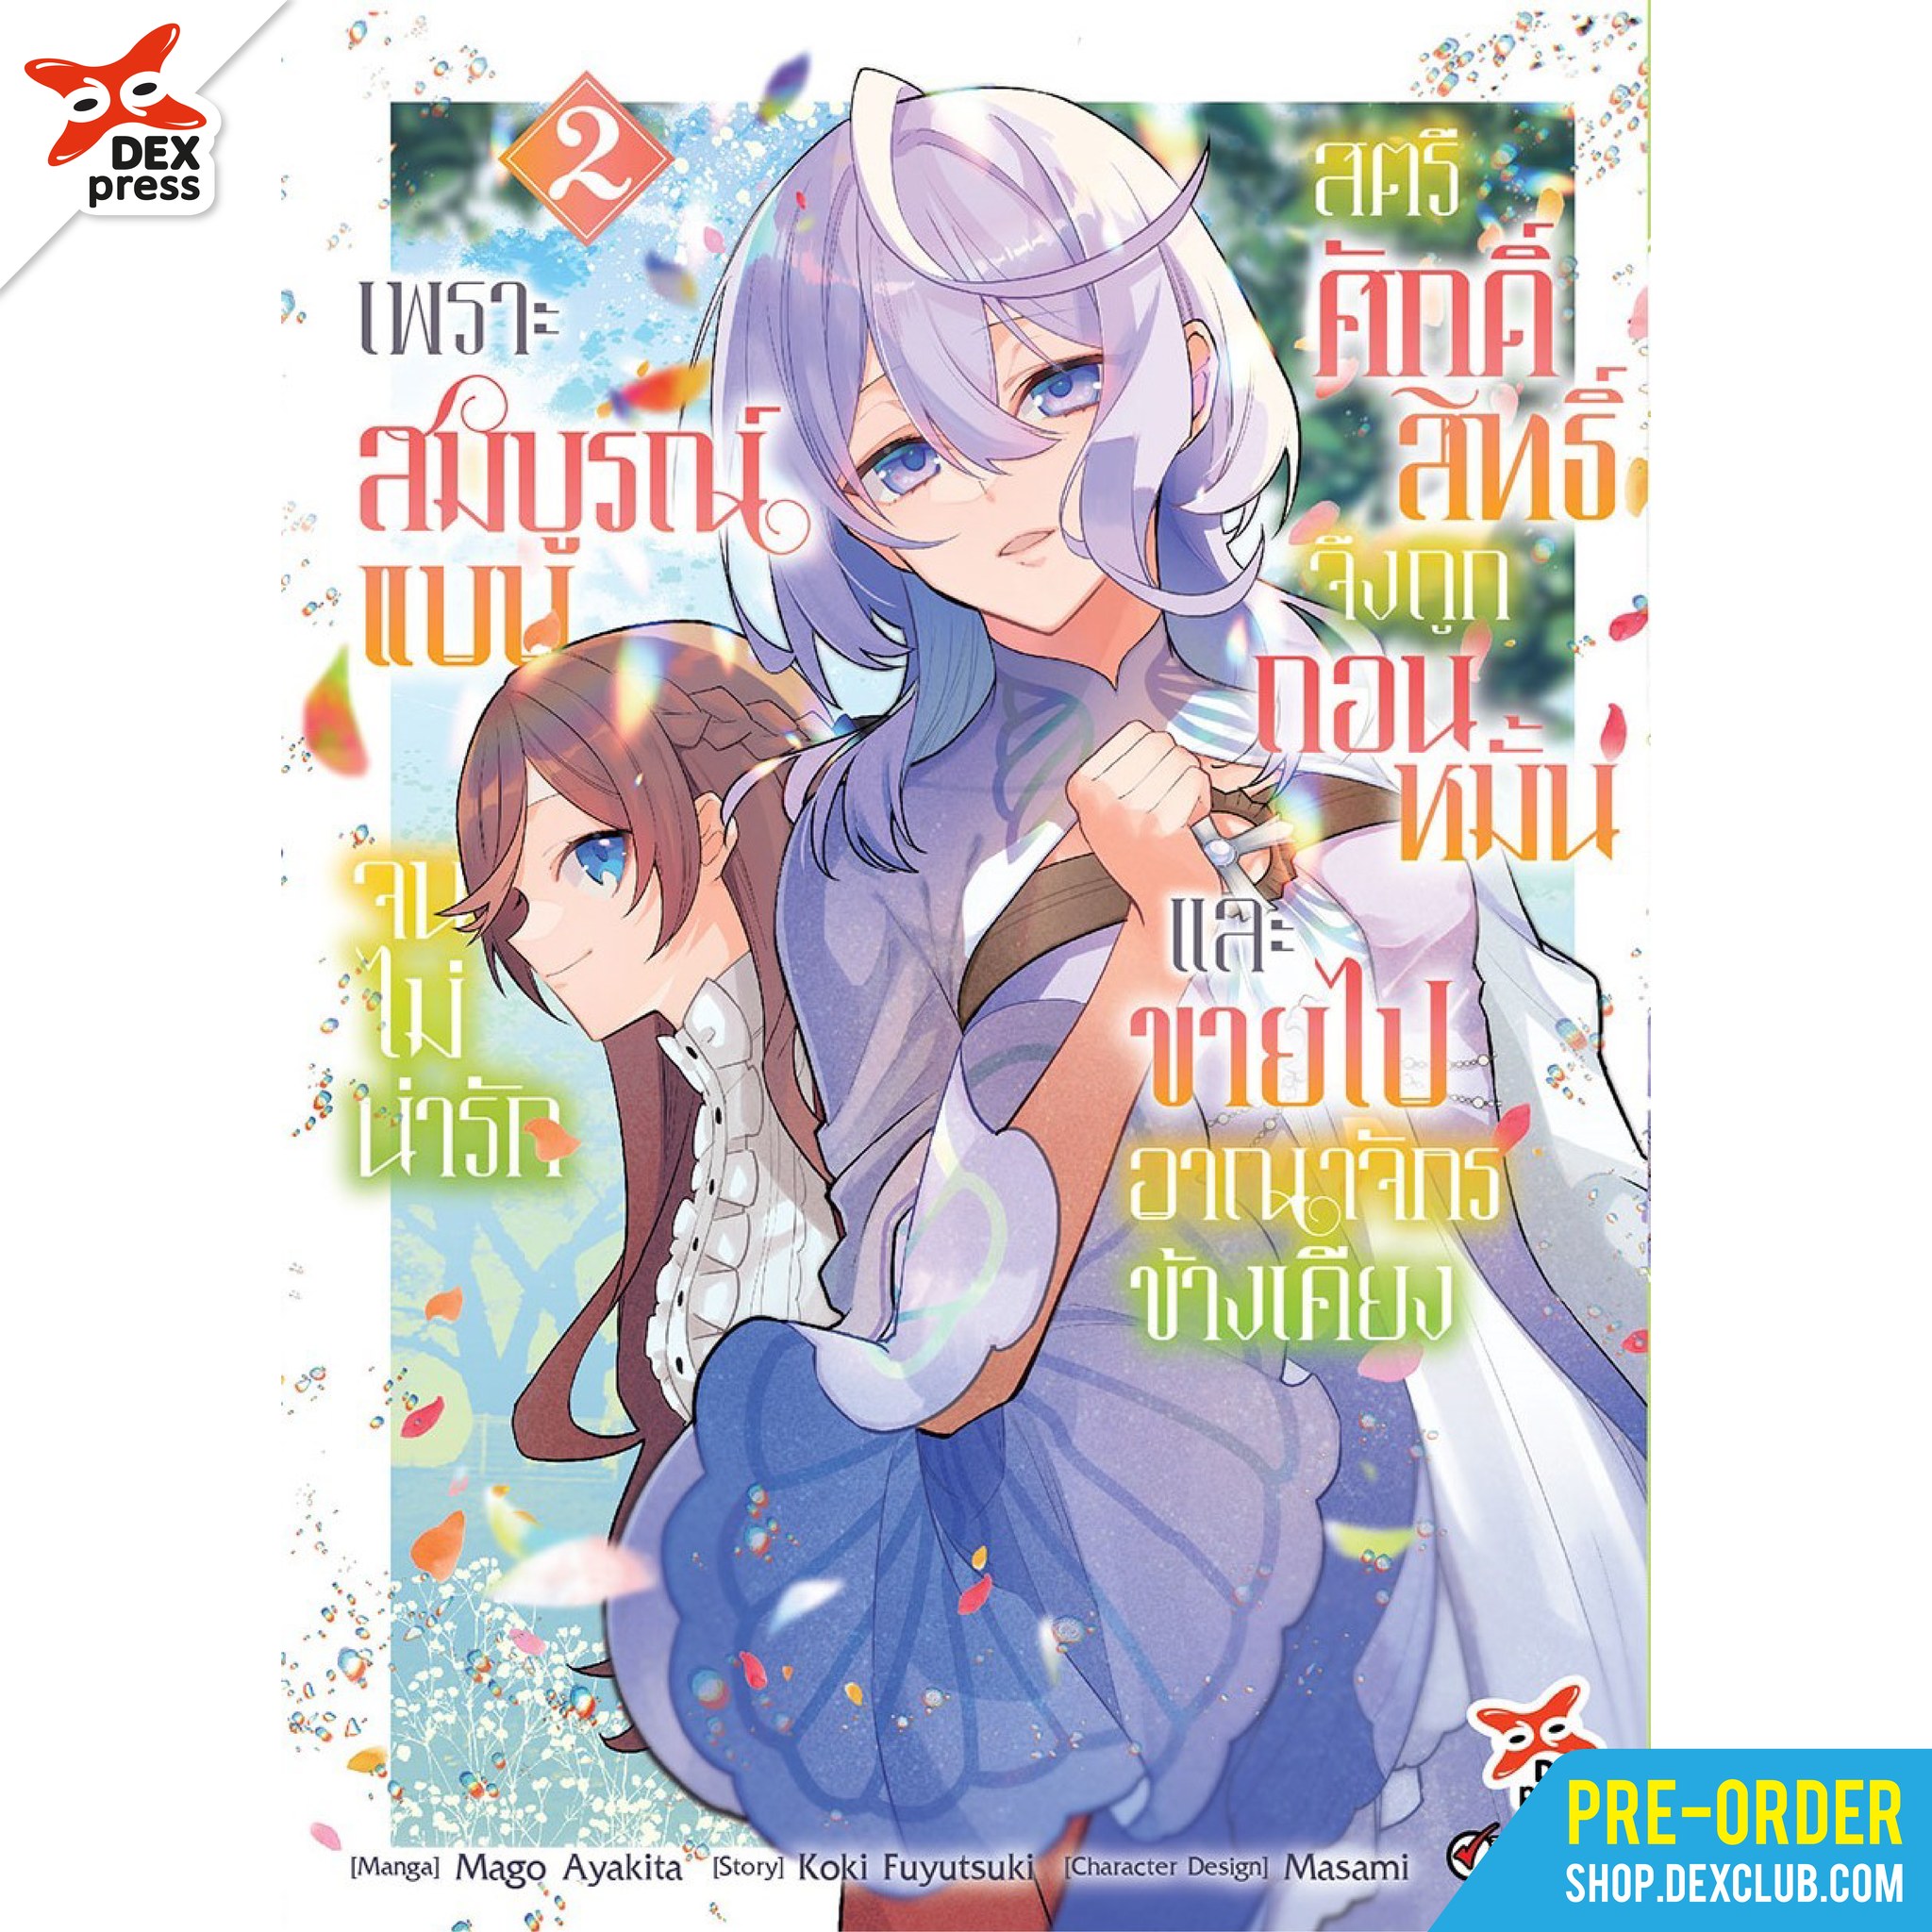 DEX
press
2
เพราะ
สมบูรณ์
แบบ
จน
ไม่
น่ารัก
สตรี
ศักดิ์
สิทธิ์
จึงถูก
ถอน
หมั้น
และ
ขายไป
อาณาจักร
ข้างเคียง
[Manga] Mago Ayakita [Story] Koki Fuyutsuki [Character Design] Masami
PRE-ORDER
SHOP.DEXCLUB.COM